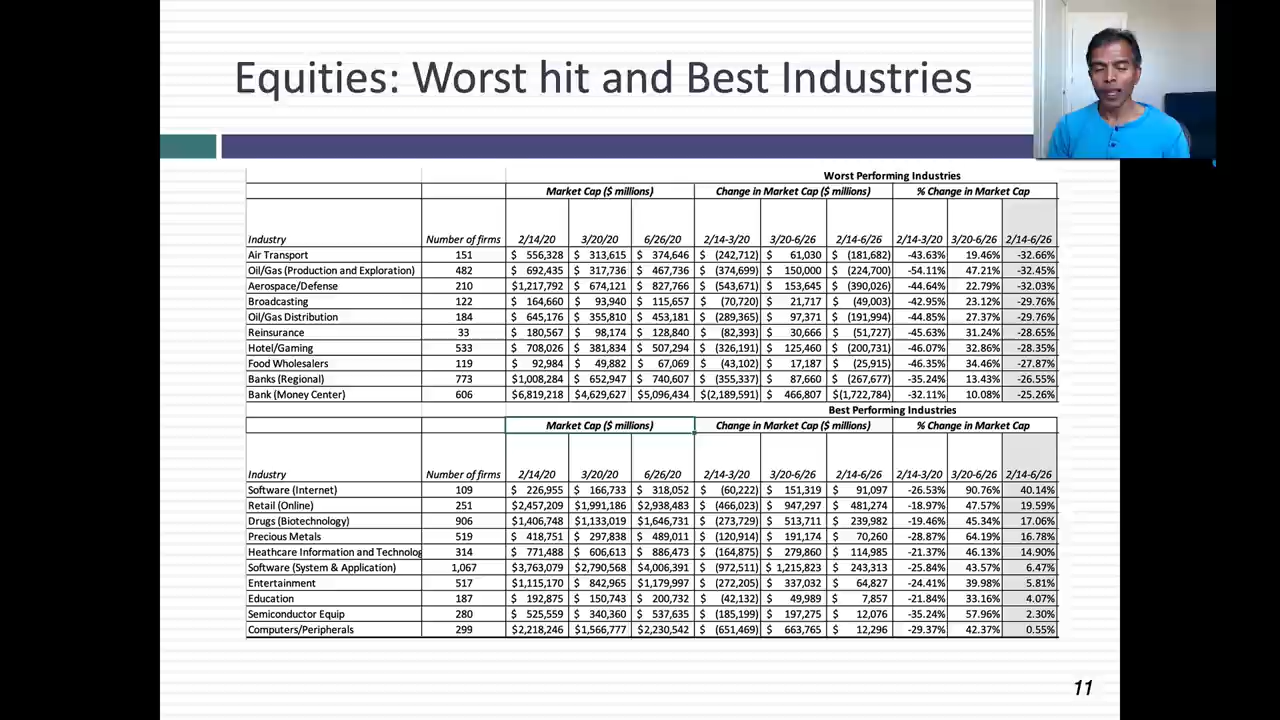 Equities: Worst hit and Best Industries
Worst Performing Industries
Market Cap ($ millions) Change in Market Cap ($ millions) % Change in Market Cap
Industry Number of firms 2/14/20 3/20/20 6/26/20 2/14-3/20 3/20-6/26 2/14-6/26 2/14-3/20 3/20-6/26 2/14-6/26
Air Transport 151 $ 556,328 $ 313,615 $ 374,646 $ (242,712) $ 61,030 $ (181,682) -43.63% 19.46% -32.66%
Oil/Gas (Production and Exploration) 482 $ 692,435 $ 317,736 $ 467,736 $ (374,699) $ 150,000 $ (224,700) -54.11% 47.21% -32.45%
Aerospace/Defense 210 $1,217,792 $ 674,121 $ 827,766 $ (543,671) $ 153,645 $ (390,026) -44.64% 22.79% -32.03%
Broadcasting 122 $ 164,660 $ 93,940 $ 115,657 $ (70,720) $ 21,717 $ (49,003) -42.95% 23.12% -29.76%
Oil/Gas Distribution 184 $ 645,176 $ 355,810 $ 453,181 $ (289,365) $ 97,371 $ (191,994) -44.85% 27.37% -29.76%
Reinsurance 33 $ 180,567 $ 98,174 $ 128,840 $ (82,393) $ 30,666 $ (51,727) -45.63% 31.24% -28.65%
Hotel/Gaming 533 $ 708,026 $ 381,834 $ 507,294 $ (326,191) $ 125,460 $ (200,731) -46.07% 32.86% -28.35%
Food Wholesalers 119 $ 92,984 $ 49,882 $ 67,069 $ (43,102) $ 17,187 $ (25,915) -46.35% 34.46% -27.87%
Banks (Regional) 773 $1,008,284 $ 652,947 $ 740,607 $ (355,337) $ 87,660 $ (267,677) -35.24% 13.43% -26.55%
Bank (Money Center) 606 $6,819,218 $4,629,627 $5,096,434 $(2,189,591) $ 466,807 $(1,722,784) -32.11% 10.08% -25.26%
Best Performing Industries
Market Cap ($ millions) Change in Market Cap ($ millions) % Change in Market Cap
Industry Number of firms 2/14/20 3/20/20 6/26/20 2/14-3/20 3/20-6/26 2/14-6/26 2/14-3/20 3/20-6/26 2/14-6/26
Software (Internet) 109 $ 226,955 $ 166,733 $ 318,052 $ (60,222) $ 151,319 $ 91,097 -26.53% 90.76% 40.14%
Retail (Online) 251 $2,457,209 $1,991,186 $2,938,483 $ (466,023) $ 947,297 $ 481,274 -18.97% 47.57% 19.59%
Drugs (Biotechnology) 906 $1,406,748 $1,133,019 $1,646,731 $ (273,729) $ 513,711 $ 239,982 -19.46% 45.34% 17.06%
Precious Metals 519 $ 418,751 $ 297,838 $ 489,011 $ (120,914) $ 191,174 $ 70,260 -28.87% 64.19% 16.78%
Heathcare Information and Technolog 314 $ 771,488 $ 606,613 $ 886,473 $ (164,875) $ 279,860 $ 114,985 -21.37% 46.13% 14.90%
Software (System & Application) 1,067 $3,763,079 $2,790,568 $4,006,391 $ (972,511) $ 1,215,823 $ 243,313 -25.84% 43.57% 6.47%
Entertainment 517 $1,115,170 $ 842,965 $1,179,997 $ (272,205) $ 337,032 $ 64,827 -24.41% 39.98% 5.81%
Education 187 $ 192,875 $ 150,743 $ 200,732 $ (42,132) $ 49,989 $ 7,857 -21.84% 33.16% 4.07%
Semiconductor Equip 280 $ 525,559 $ 340,360 $ 537,635 $ (185,199) $ 197,275 $ 12,076 -35.24% 57.96% 2.30%
Computers/Peripherals 299 $2,218,246 $1,566,777 $2,230,542 $ (651,469) $ 663,765 $ 12,296 -29.37% 42.37% 0.55%
11